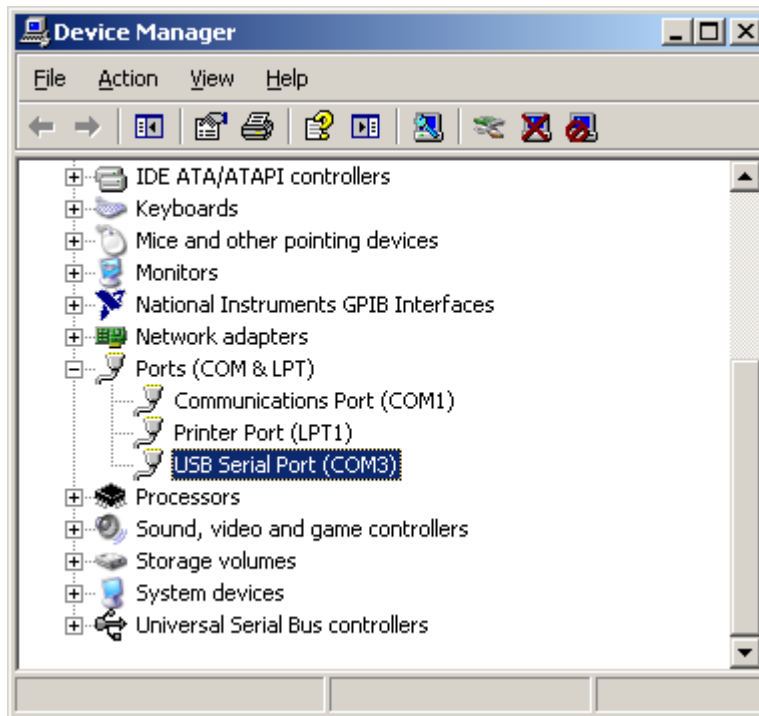 Device Manager
File Action View Help
IDE ATA/ATAPI controllers
Keyboards
Mice and other pointing devices
Monitors
National Instruments GPIB Interfaces
Network adapters
Ports (COM & LPT)
Communications Port (COM1)
Printer Port (LPT1)
USB Serial Port (COM3)
Processors
Sound, video and game controllers
Storage volumes
System devices
Universal Serial Bus controllers